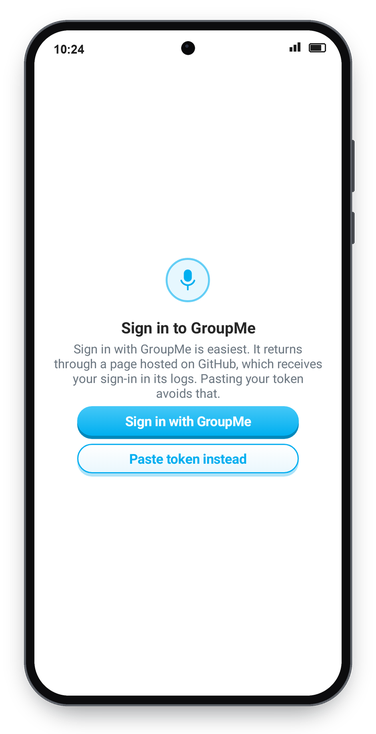 10:24
Sign in to GroupMe
Sign in with GroupMe is easiest. It returns
through a page hosted on GitHub, which receives
your sign-in in its logs. Pasting your token
avoids that.
Sign in with GroupMe
Paste token instead